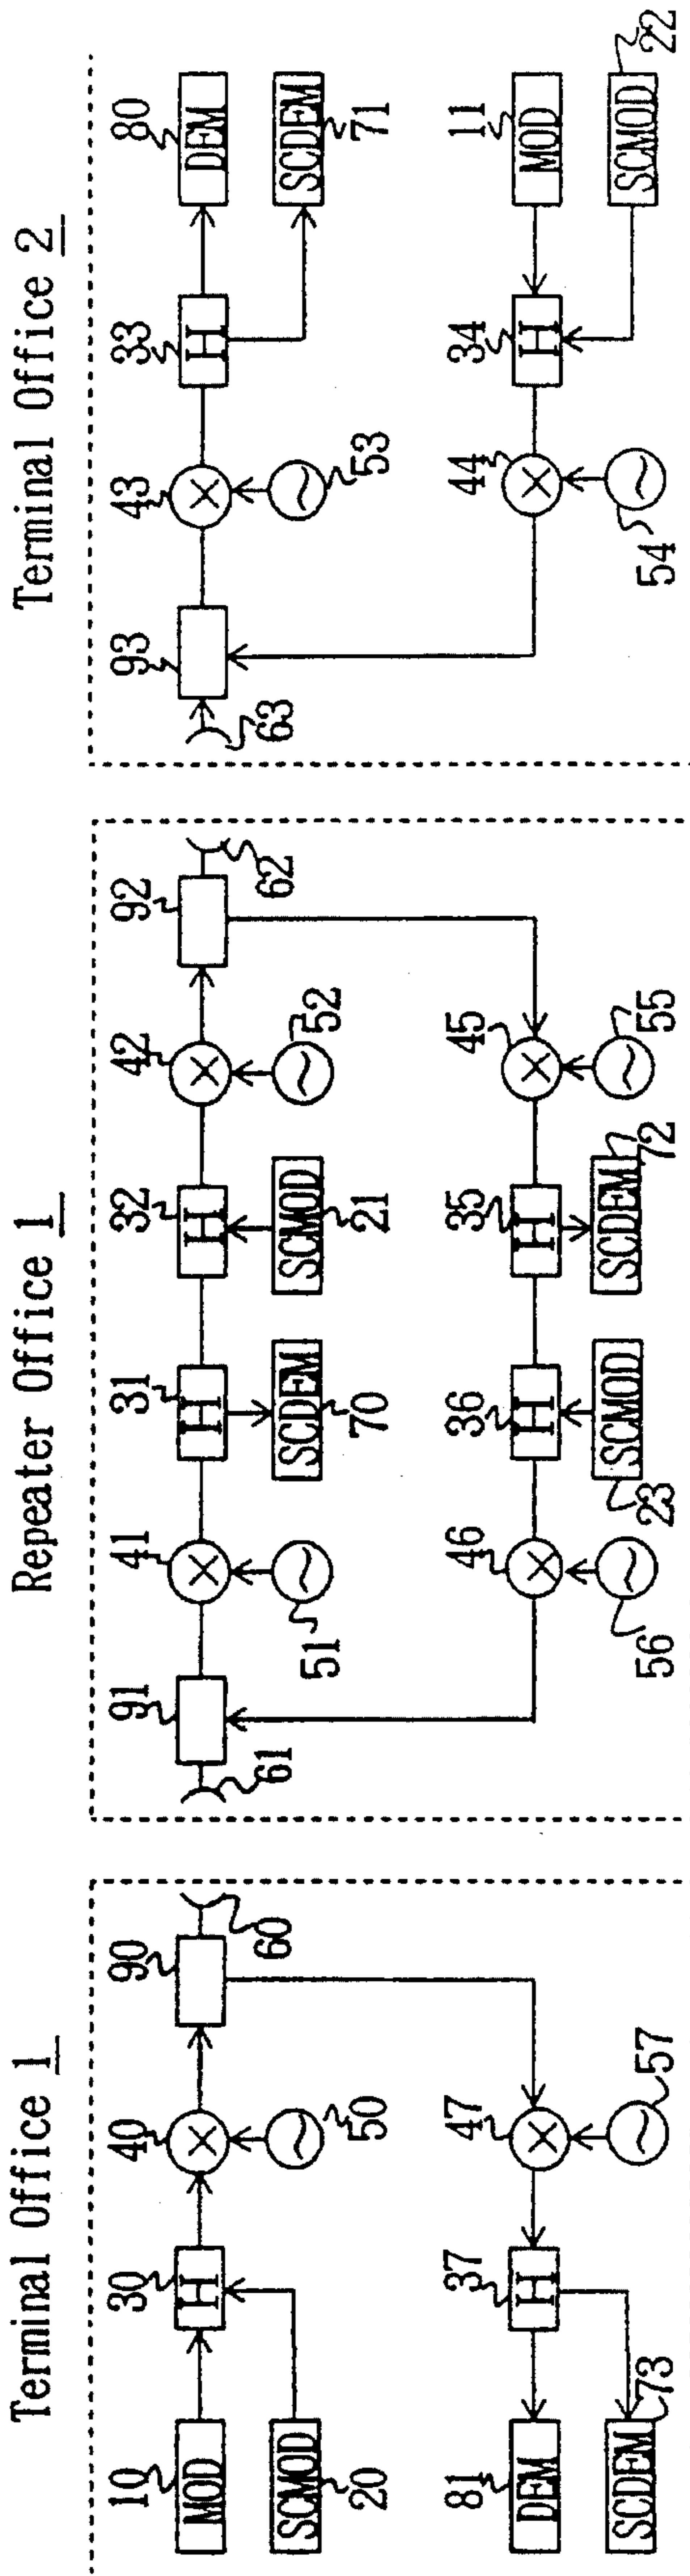 Terminal Office 1
10
MOD
30
40
90
SCMOD
20
50
60
81
DEM
37
47
SCDEM
73
57
Repeater Office 1
91
41
31
32
42
92
61
51
SCDEM
70
SCMOD
21
52
62
46
36
35
45
56
SCMOD
23
SCDEM
72
55
Terminal Office 2
93
43
33
80
DEM
63
53
SCDEM
71
44
34
11
MOD
54
SCMOD
22